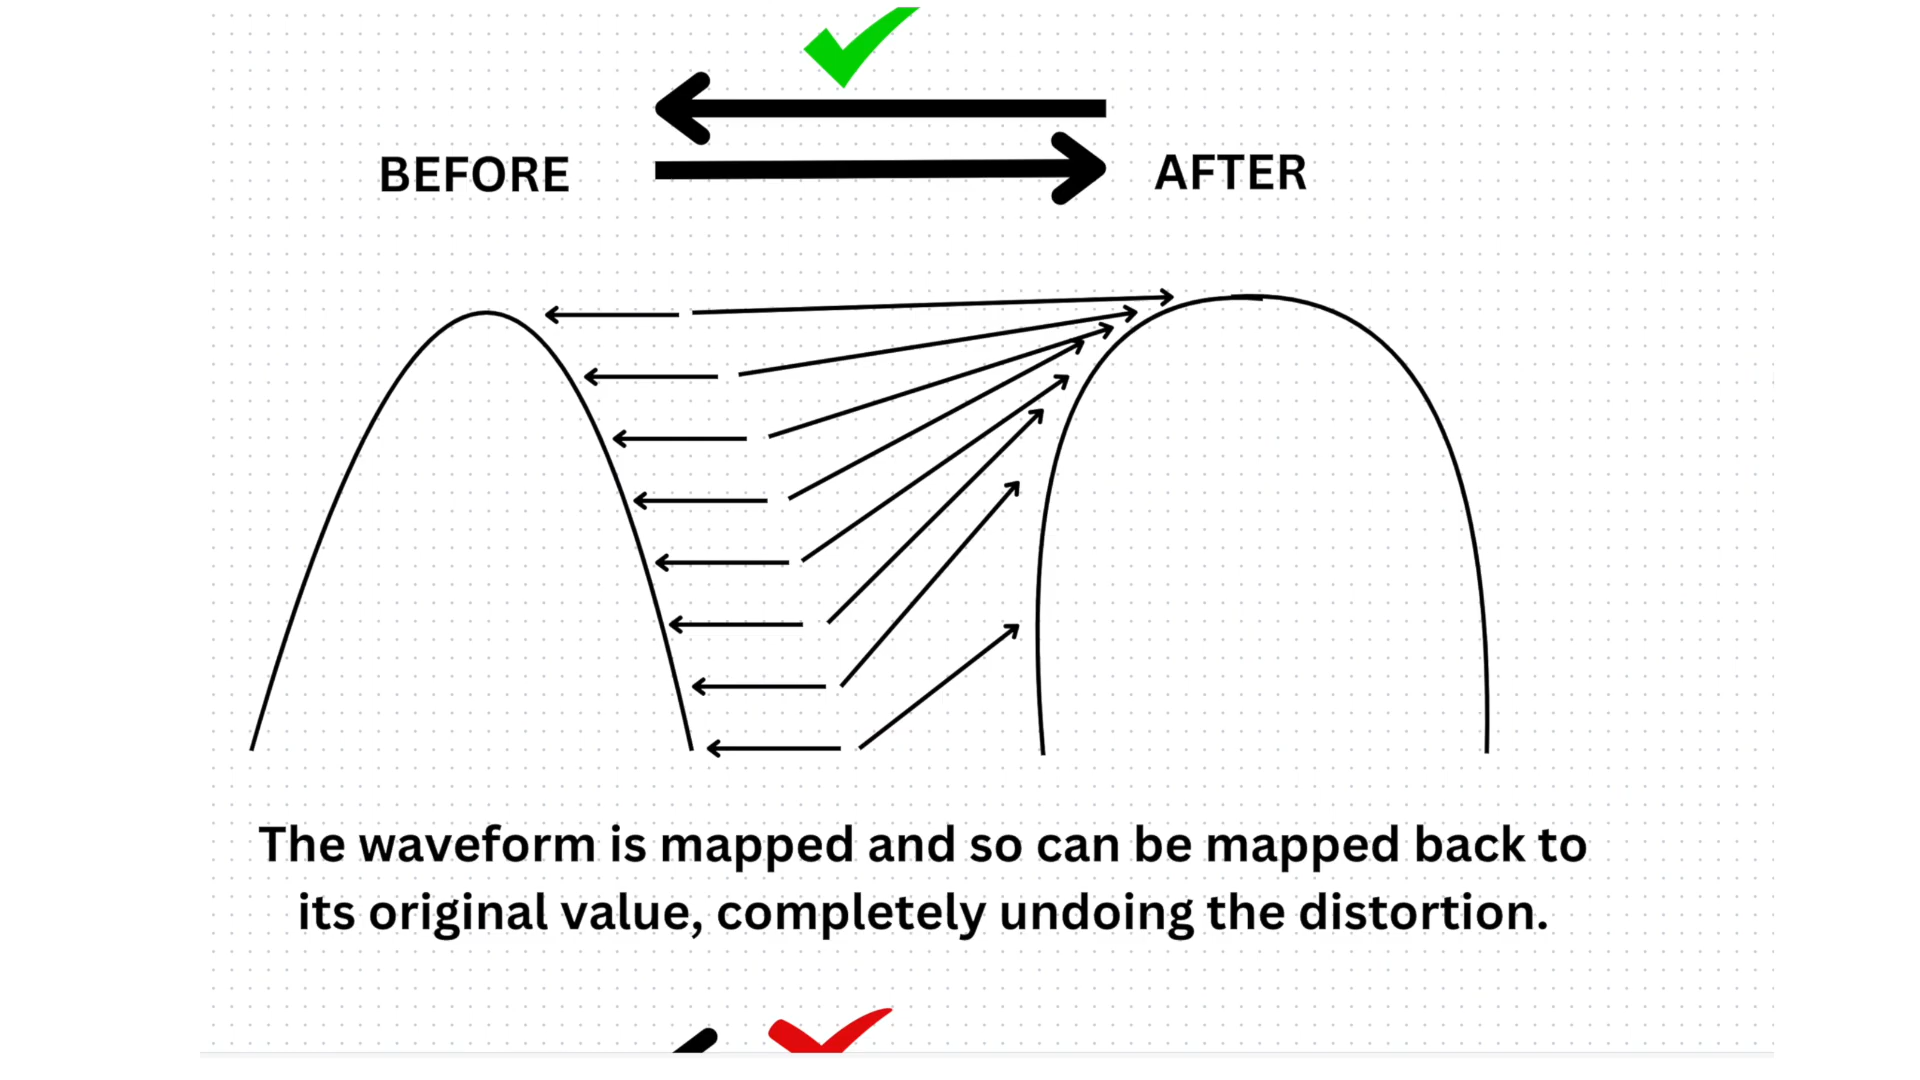 BEFORE
AFTER
The waveform is mapped and so can be mapped back to
its original value, completely undoing the distortion.